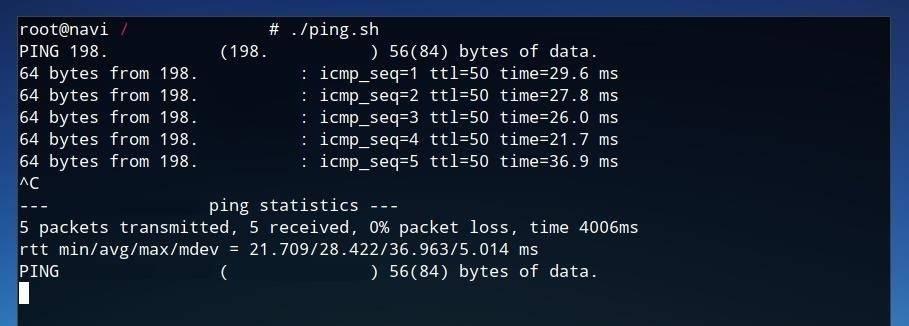 root@navi / # ./ping.sh
PING 198. (198. ) 56(84) bytes of data.
64 bytes from 198. : icmp_seq=1 ttl=50 time=29.6 ms
64 bytes from 198. : icmp_seq=2 ttl=50 time=27.8 ms
64 bytes from 198. : icmp_seq=3 ttl=50 time=26.0 ms
64 bytes from 198. : icmp_seq=4 ttl=50 time=21.7 ms
64 bytes from 198. : icmp_seq=5 ttl=50 time=36.9 ms
^C
--- ping statistics ---
5 packets transmitted, 5 received, 0% packet loss, time 4006ms
rtt min/avg/max/mdev = 21.709/28.422/36.963/5.014 ms
PING ( ) 56(84) bytes of data.